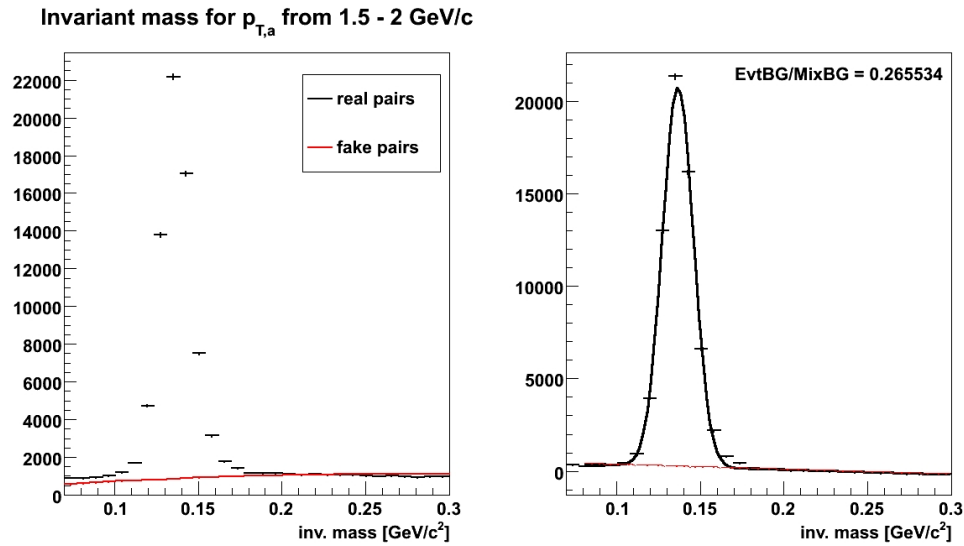 Invariant mass for p_T,a from 1.5 - 2 GeV/c
22000
20000
18000
16000
14000
12000
10000
8000
6000
4000
2000
0
real pairs
fake pairs
0.1 0.15 0.2 0.25 0.3
inv. mass [GeV/c²]
EvtBG/MixBG = 0.265534
20000
15000
10000
5000
0
0.1 0.15 0.2 0.25 0.3
inv. mass [GeV/c²]